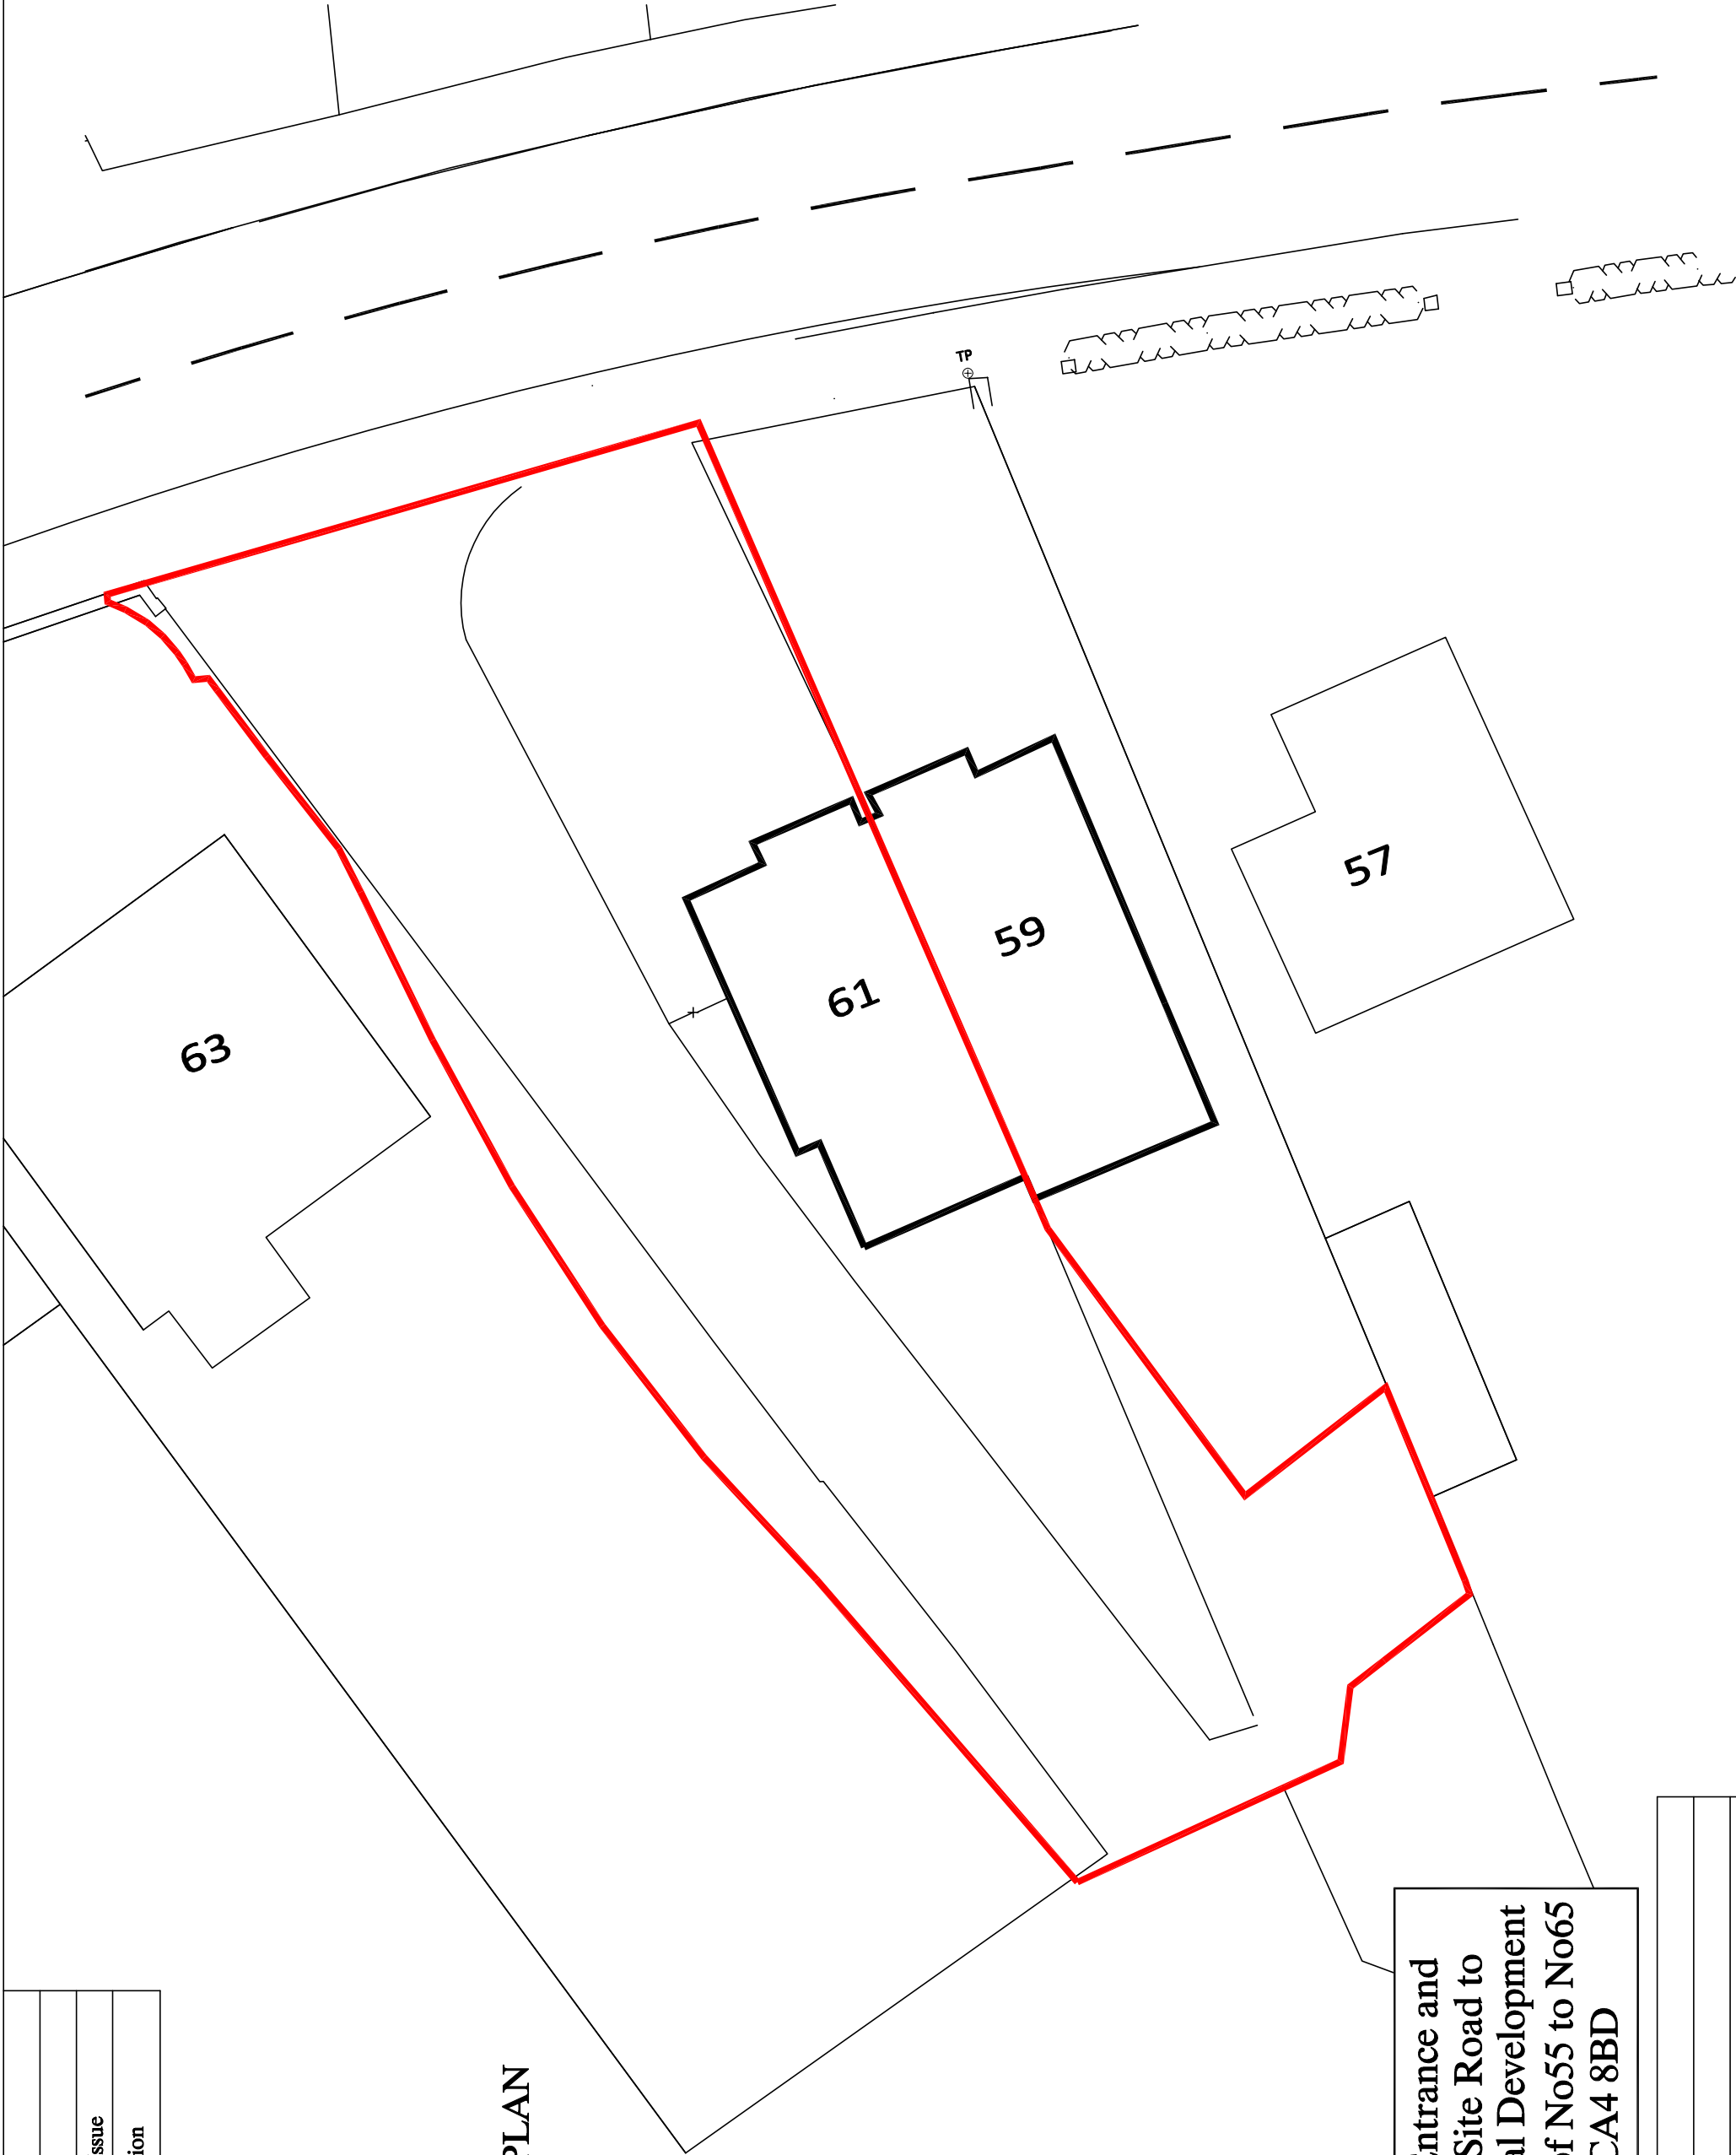 TP
57
59
61
63
PLAN
ssue
ion
ntrance and
Site Road to
al Development
f No55 to No65
CA4 8BD